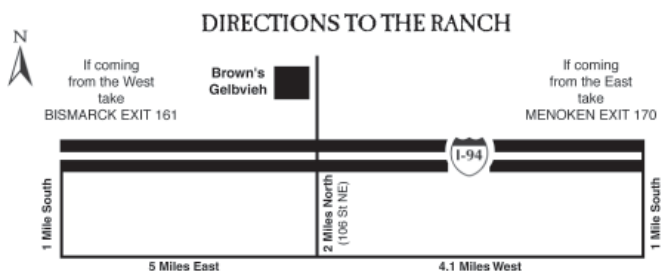 DIRECTIONS TO THE RANCH
N
If coming
from the West
take
BISMARCK EXIT 161
Brown's
Gelbvieh
If coming
from the East
take
MENOKEN EXIT 170
I-94
1 Mile South
2 Miles North
(106 St NE)
1 Mile South
5 Miles East
4.1 Miles West